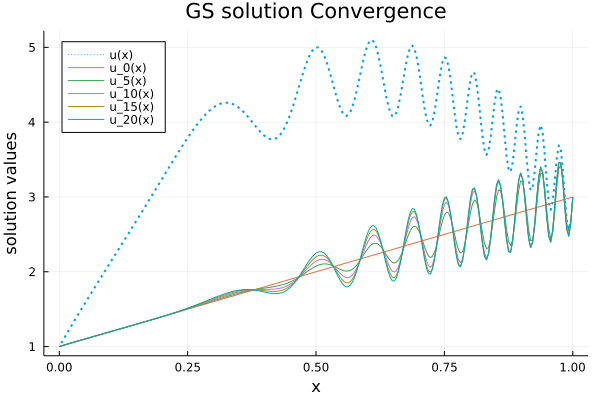 GS solution Convergence
u(x)
u_0(x)
u_5(x)
u_10(x)
u_15(x)
u_20(x)
solution values
5
4
3
2
1
0.00 0.25 0.50 0.75 1.00
x